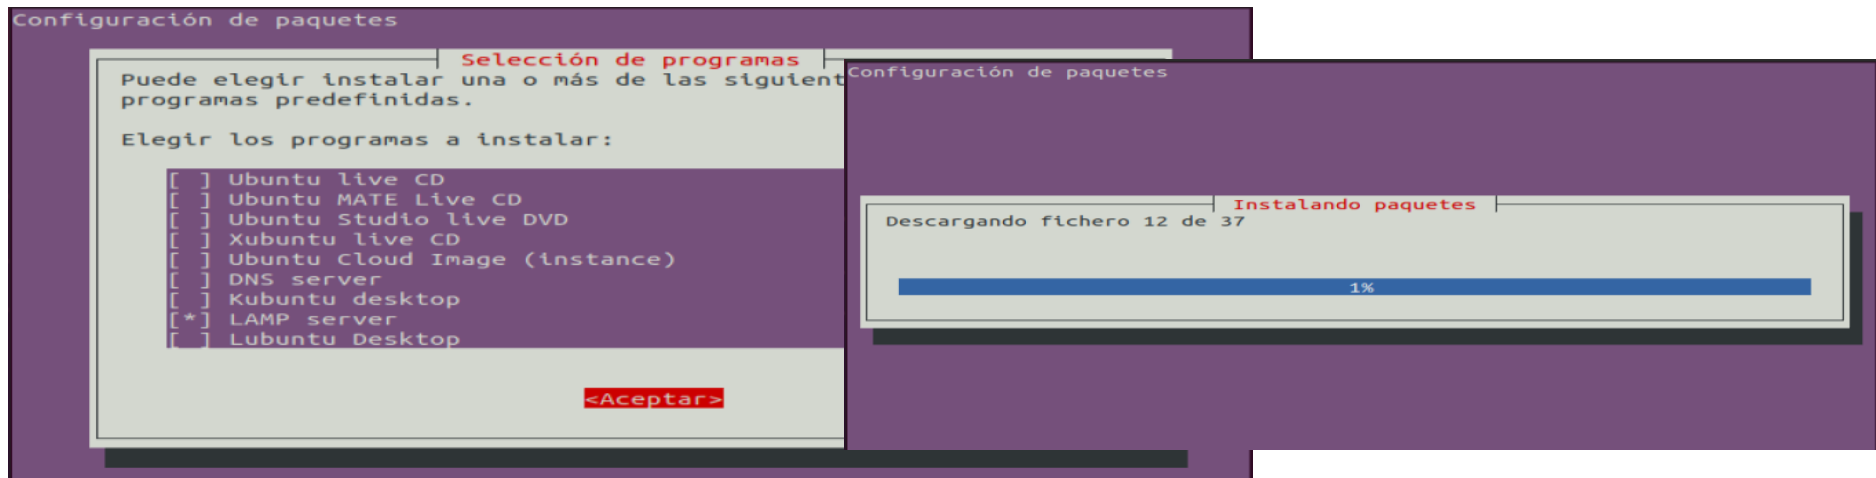 Configuración de paquetes
Selección de programas
Puede elegir instalar una o más de las siguient
programas predefinidas.
Elegir los programas a instalar:
[ ] Ubuntu live CD
[ ] Ubuntu MATE Live CD
[ ] Ubuntu Studio live DVD
[ ] Xubuntu live CD
[ ] Ubuntu Cloud Image (instance)
[ ] DNS server
[ ] Kubuntu desktop
[*] LAMP server
[ ] Lubuntu Desktop
<Aceptar>
Configuración de paquetes
Instalando paquetes
Descargando fichero 12 de 37
1%